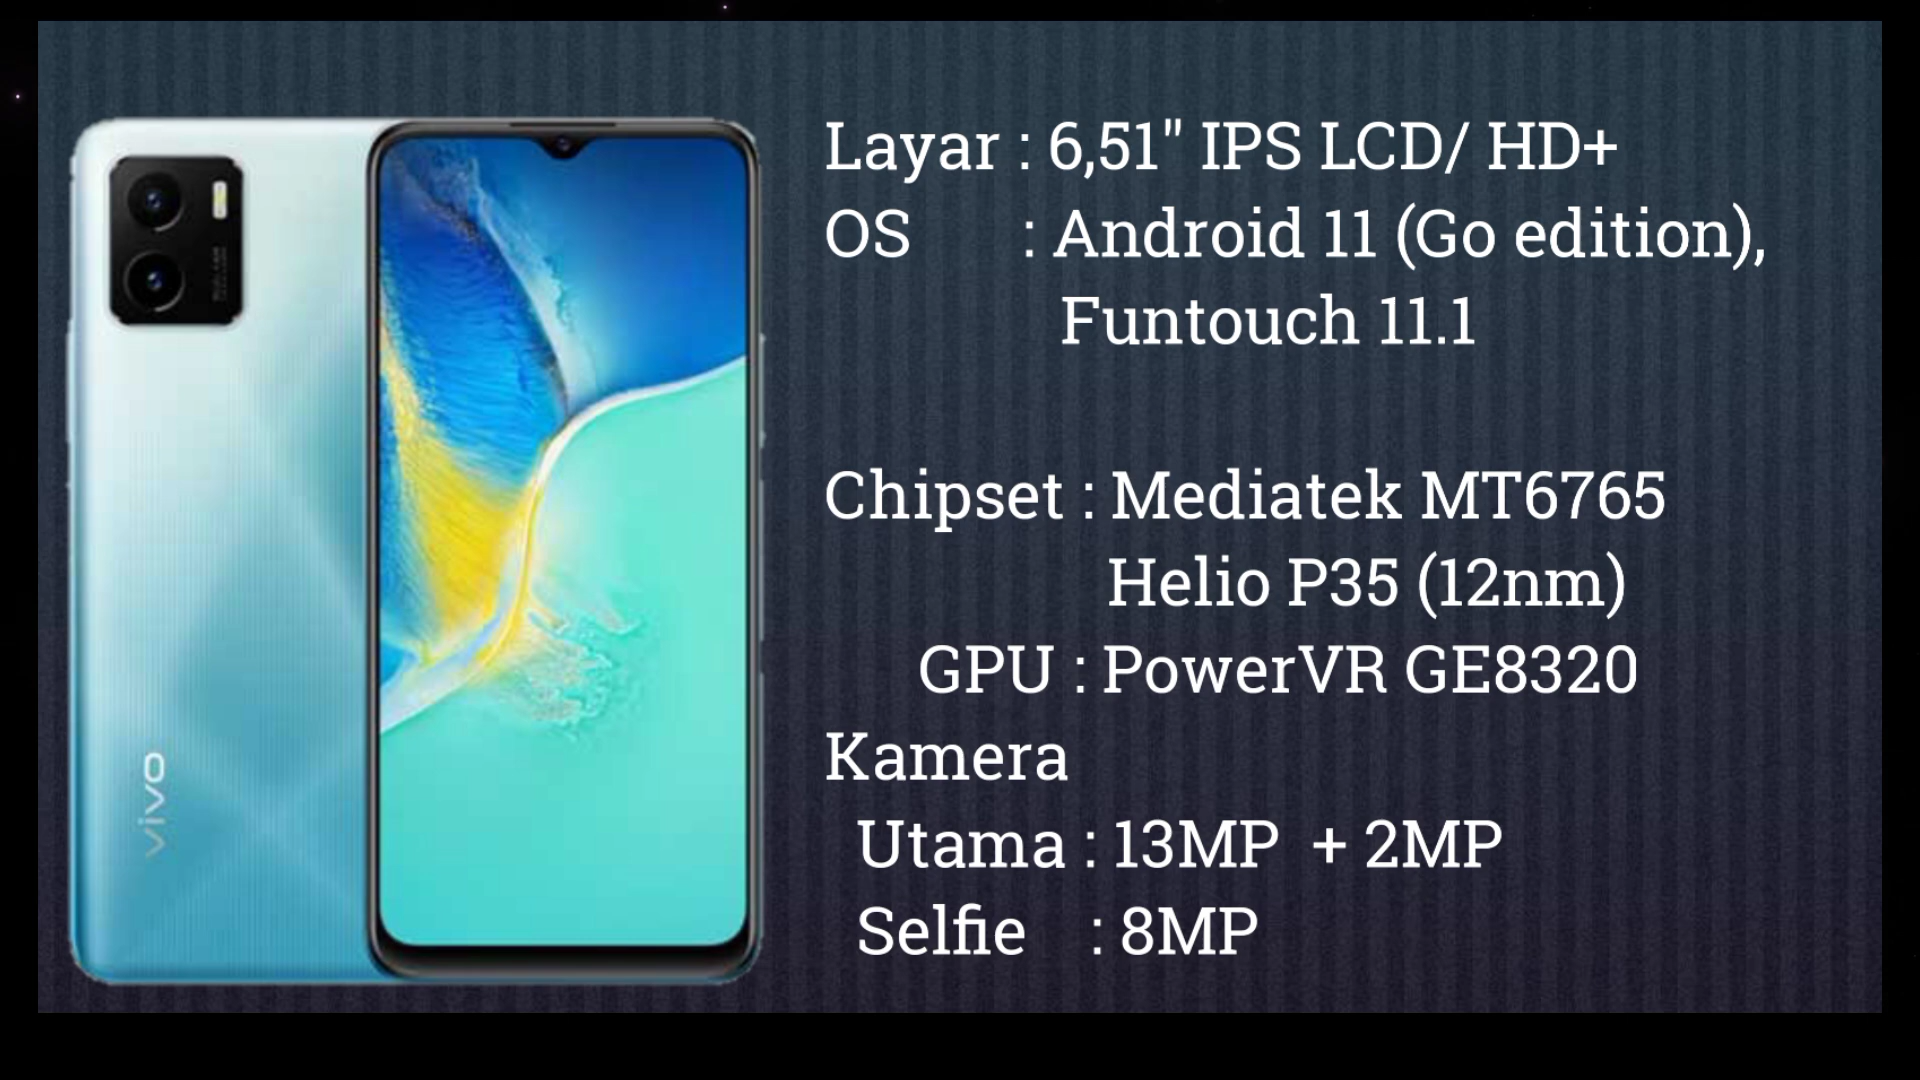 vivo
Layar : 6,51" IPS LCD/ HD+
OS : Android 11 (Go edition),
Funtouch 11.1
Chipset : Mediatek MT6765
Helio P35 (12nm)
GPU : PowerVR GE8320
Kamera
Utama : 13MP + 2MP
Selfie : 8MP